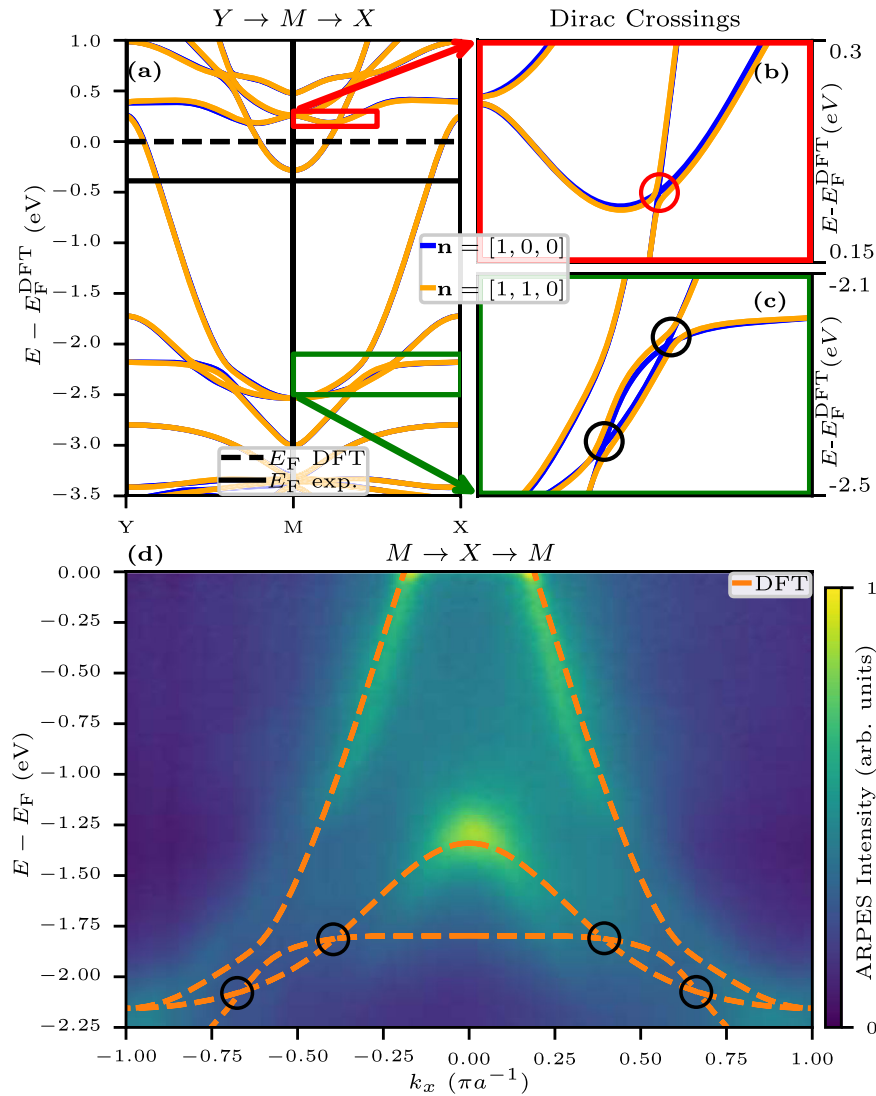 Y → M → X
Dirac Crossings
(a)
1.0
0.5
0.0
−0.5
−1.0
−1.5
−2.0
−2.5
−3.0
−3.5
E − E_F^DFT (eV)
Y
M
X
E_F DFT
E_F exp.
n = [1, 0, 0]
n = [1, 1, 0]
(b)
0.3
0.15
E-E_F^DFT(eV)
(c)
-2.1
-2.5
E-E_F^DFT(eV)
(d)
M → X → M
DFT
0.00
−0.25
−0.50
−0.75
−1.00
−1.25
−1.50
−1.75
−2.00
−2.25
E − E_F (eV)
−1.00
−0.75
−0.50
−0.25
0.00
0.25
0.50
0.75
1.00
k_x (πa⁻¹)
1
0
ARPES Intensity (arb. units)